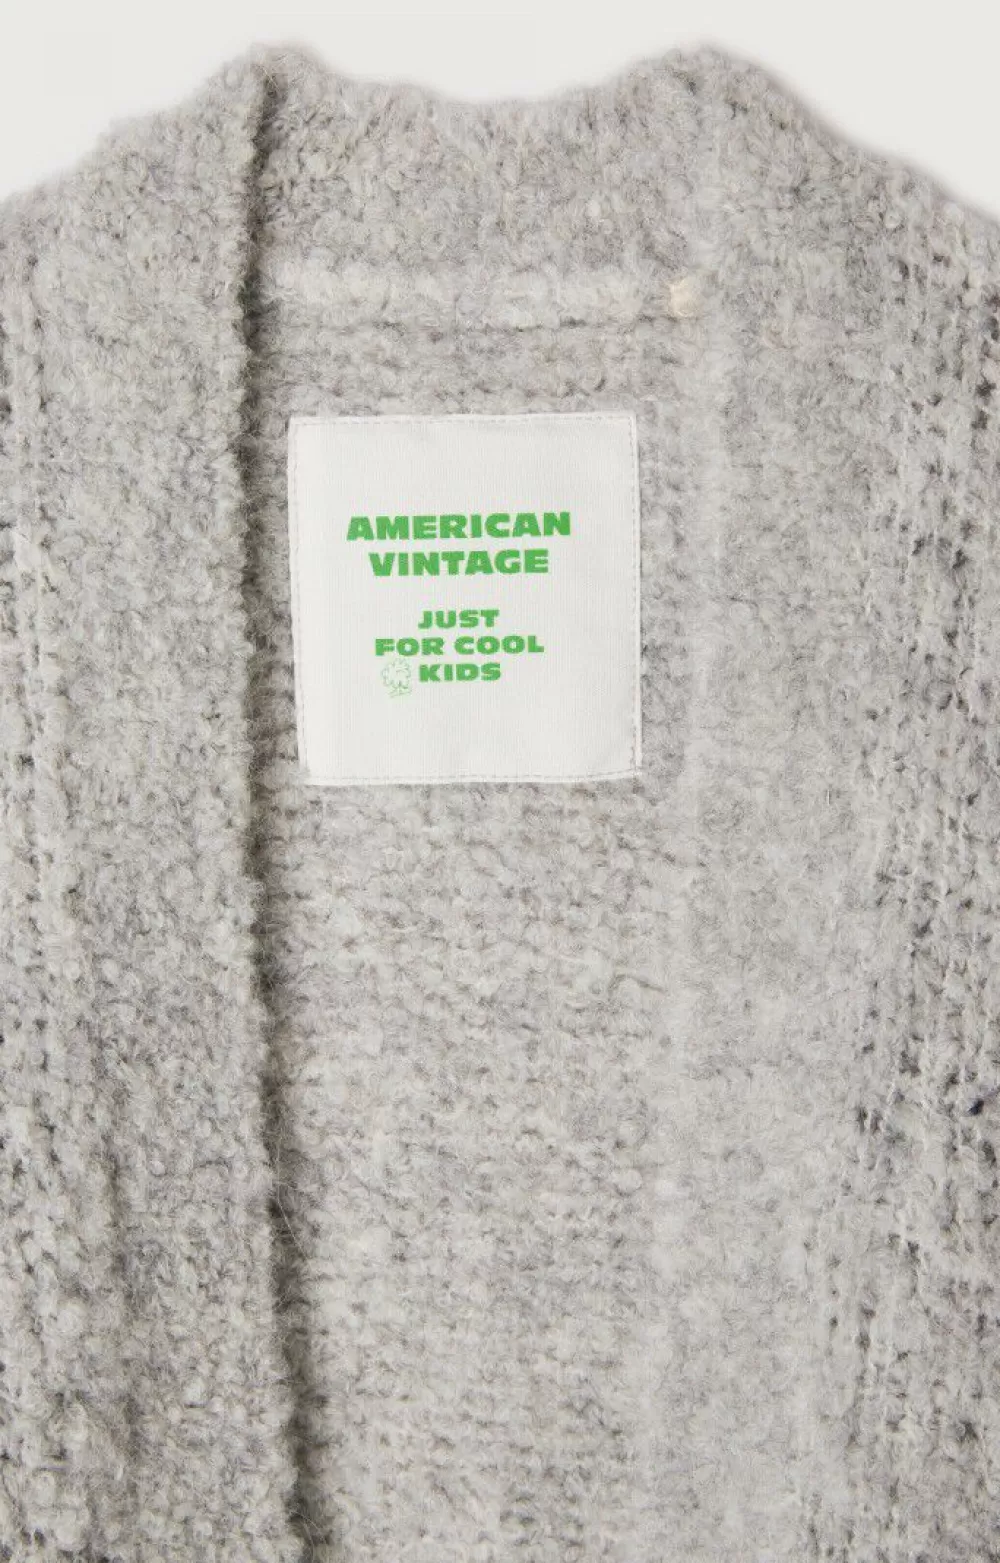 AMERICAN
VINTAGE
JUST
FOR COOL
KIDS